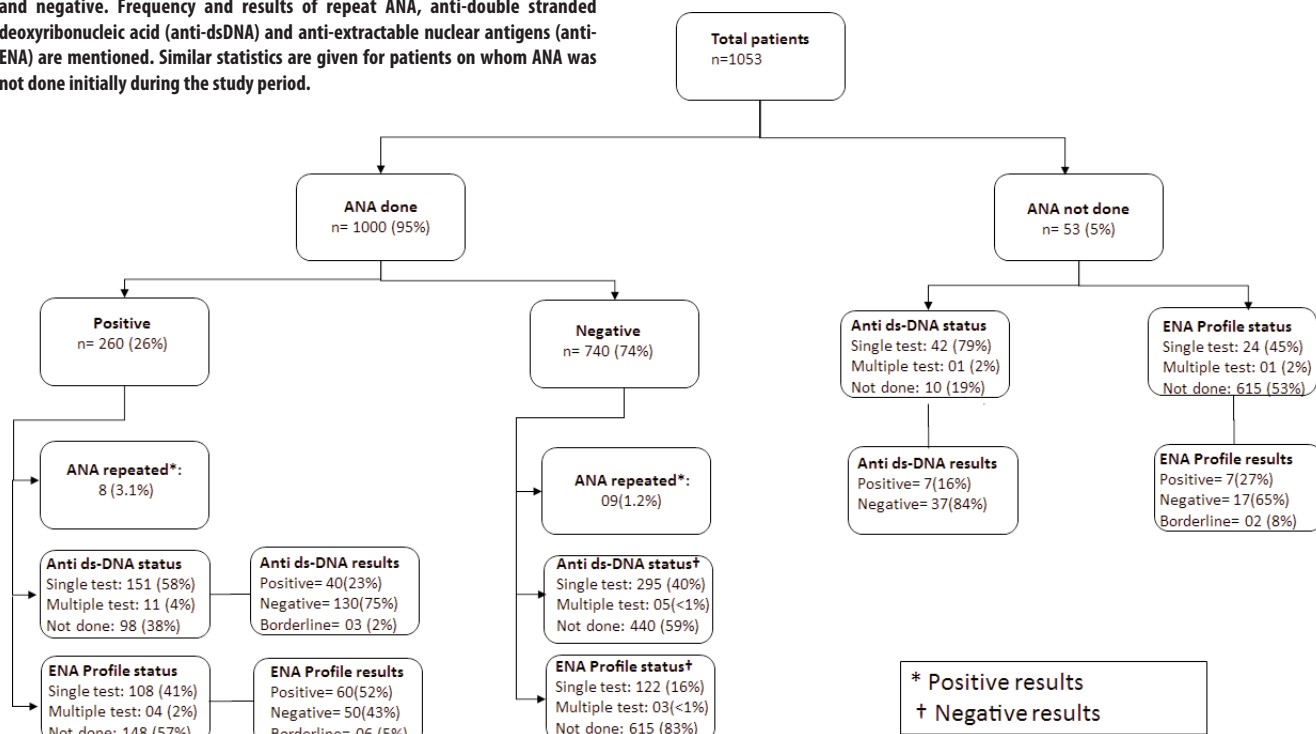 and negative. Frequency and results of repeat ANA, anti-double stranded
deoxyribonucleic acid (anti-dsDNA) and anti-extractable nuclear antigens (anti-
ENA) are mentioned. Similar statistics are given for patients on whom ANA was
not done initially during the study period.
Total patients
n=1053
ANA done
n= 1000 (95%)
ANA not done
n= 53 (5%)
Positive
n= 260 (26%)
Negative
n= 740 (74%)
Anti ds-DNA status
Single test: 42 (79%)
Multiple test: 01 (2%)
Not done: 10 (19%)
ENA Profile status
Single test: 24 (45%)
Multiple test: 01 (2%)
Not done: 615 (53%)
ANA repeated*:
8 (3.1%)
ANA repeated*:
09(1.2%)
Anti ds-DNA results
Positive= 7(16%)
Negative= 37(84%)
ENA Profile results
Positive= 7(27%)
Negative= 17(65%)
Borderline= 02 (8%)
Anti ds-DNA status
Single test: 151 (58%)
Multiple test: 11 (4%)
Not done: 98 (38%)
Anti ds-DNA results
Positive= 40(23%)
Negative= 130(75%)
Borderline= 03 (2%)
Anti ds-DNA status†
Single test: 295 (40%)
Multiple test: 05(<1%)
Not done: 440 (59%)
ENA Profile status
Single test: 108 (41%)
Multiple test: 04 (2%)
Not done: 148 (57%)
ENA Profile results
Positive= 60(52%)
Negative= 50(43%)
Borderline= 06 (5%)
ENA Profile status†
Single test: 122 (16%)
Multiple test: 03(<1%)
Not done: 615 (83%)
* Positive results
† Negative results